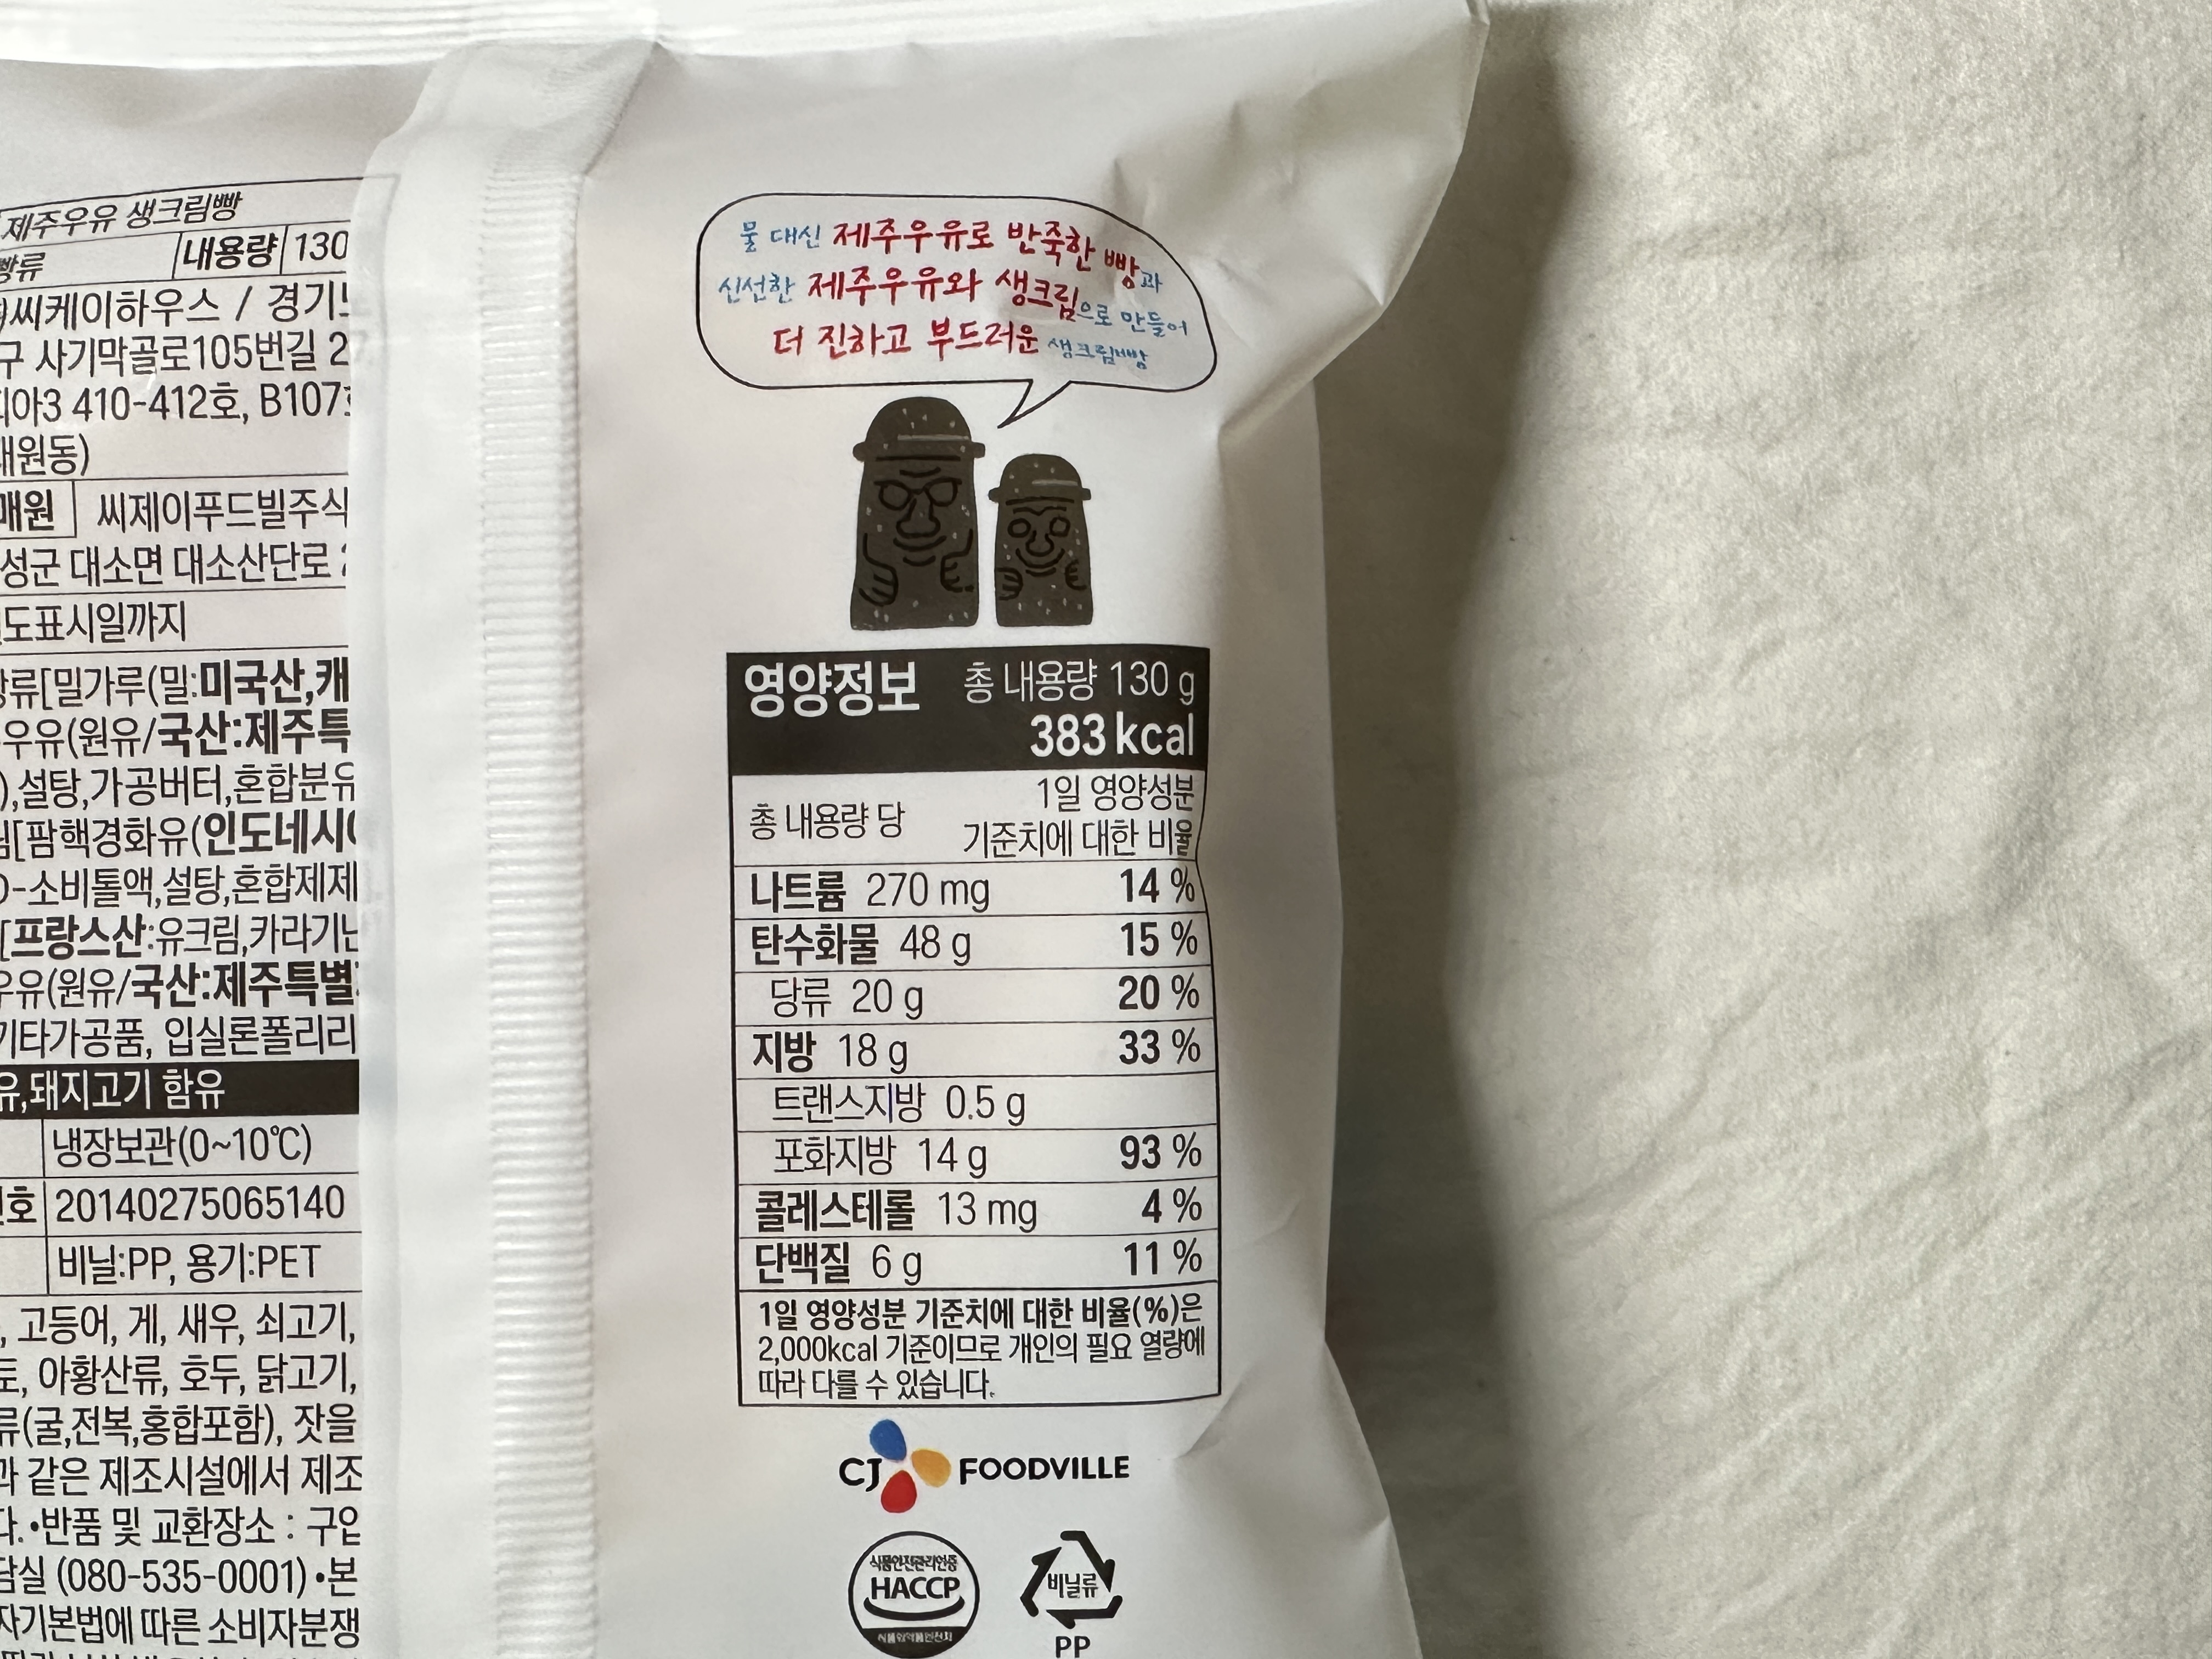 제주우유 생크림빵
빵류 내용량 130
씨케이하우스 / 경기
구 사기막골로105번길 2
410-412호, B107
대원동)
매원 씨제이푸드빌주식
성군 대소면 대소산단로
도표시일까지
류[밀가루(밀:미국산,캐
우유(원유/국산:제주특
),설탕,가공버터,혼합분유
[팜핵경화유(인도네시
D-소비톨액,설탕,혼합제제
[프랑스산:유크림,카라기난
우유(원유/국산:제주특별
기타가공품, 입실론폴리리
유,돼지고기 함유
냉장보관(0~10℃)
호 20140275065140
비닐:PP, 용기:PET
, 고등어, 게, 새우, 쇠고기,
토, 아황산류, 호두, 닭고기,
류(굴,전복,홍합포함), 잣을
과 같은 제조시설에서 제조
다.•반품 및 교환장소 : 구입
담실 (080-535-0001)•본
자기본법에 따른 소비자분쟁
물 대신 제주우유로 반죽한 빵과
신선한 제주우유와 생크림으로 만들어
더 진하고 부드러운 생크림빵
영양정보 총 내용량 130 g
383 kcal
총 내용량 당 1일 영양성분
기준치에 대한 비율
나트륨 270 mg 14 %
탄수화물 48 g 15 %
당류 20 g 20 %
지방 18 g 33 %
트랜스지방 0.5 g
포화지방 14 g 93 %
콜레스테롤 13 mg 4 %
단백질 6 g 11 %
1일 영양성분 기준치에 대한 비율(%)은
2,000kcal 기준이므로 개인의 필요 열량에
따라 다를 수 있습니다.
CJ FOODVILLE
식품안전관리인증
HACCP
식품의약품안전처
비닐류
PP